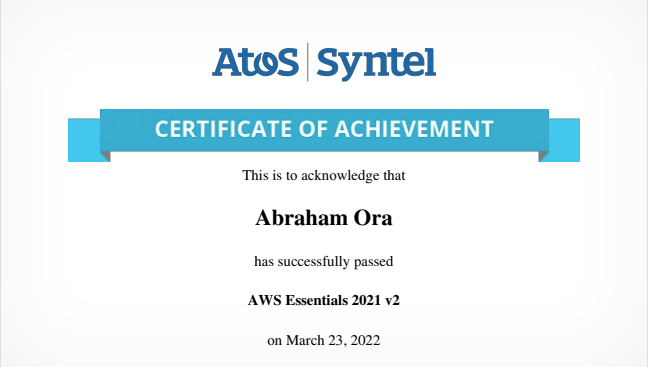 Atos Syntel
CERTIFICATE OF ACHIEVEMENT
This is to acknowledge that
Abraham Ora
has successfully passed
AWS Essentials 2021 v2
on March 23, 2022